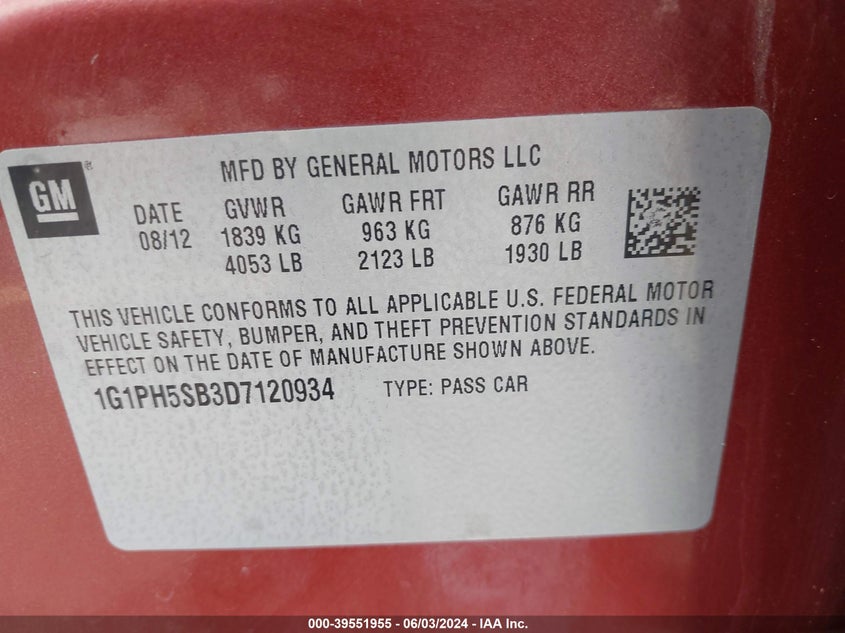 GM
®
MFD BY GENERAL MOTORS LLC
DATE GVWR GAWR FRT GAWR RR
08/12 1839 KG 963 KG 876 KG
4053 LB 2123 LB 1930 LB
THIS VEHICLE CONFORMS TO ALL APPLICABLE U.S. FEDERAL MOTOR
VEHICLE SAFETY, BUMPER, AND THEFT PREVENTION STANDARDS IN
EFFECT ON THE DATE OF MANUFACTURE SHOWN ABOVE.
1G1PH5SB3D7120934 TYPE: PASS CAR
000-39551955 - 06/03/2024 - IAA Inc.